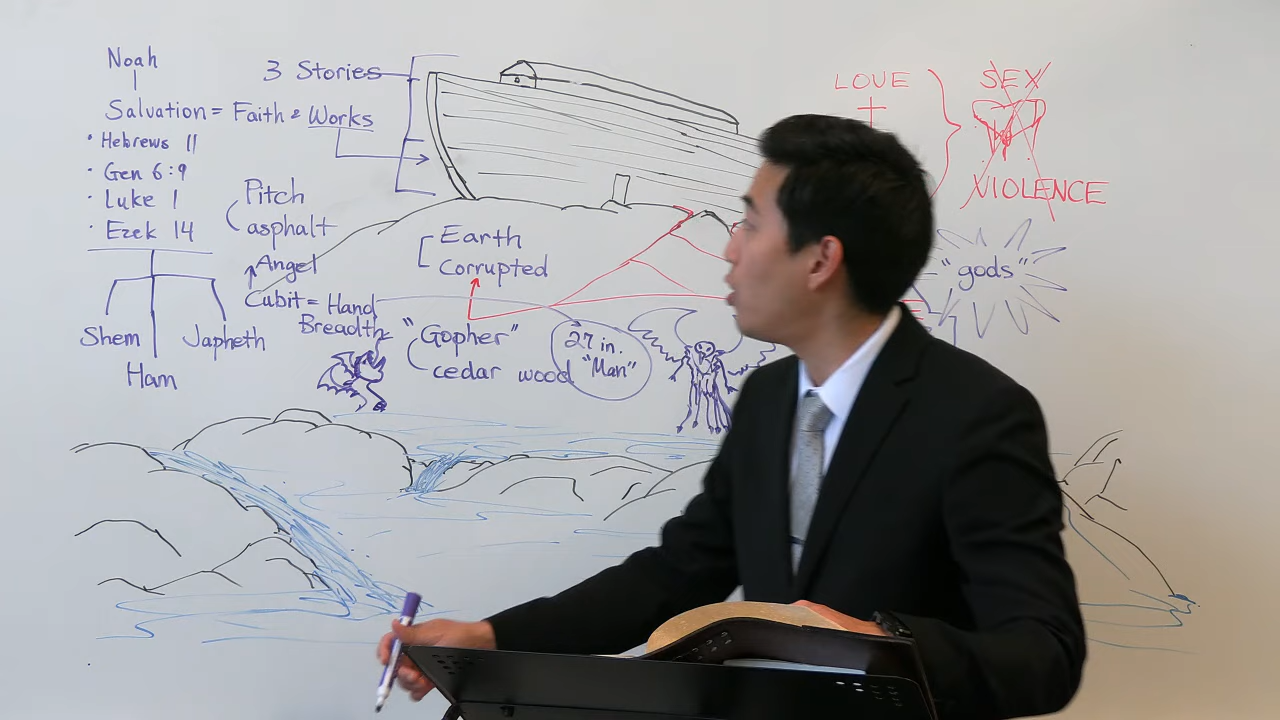 Noah
Salvation = Faith & Works
· Hebrews 11
· Gen 6:9
· Luke 1
· Ezek 14
Shem
Ham
Japheth
3 Stories
Pitch
asphalt
Angel
Cubit = Hand
Breadth
Earth
Corrupted
"Gopher"
cedar wood
27 in.
"Man"
LOVE
+
SEX
VIOLENCE
"gods"